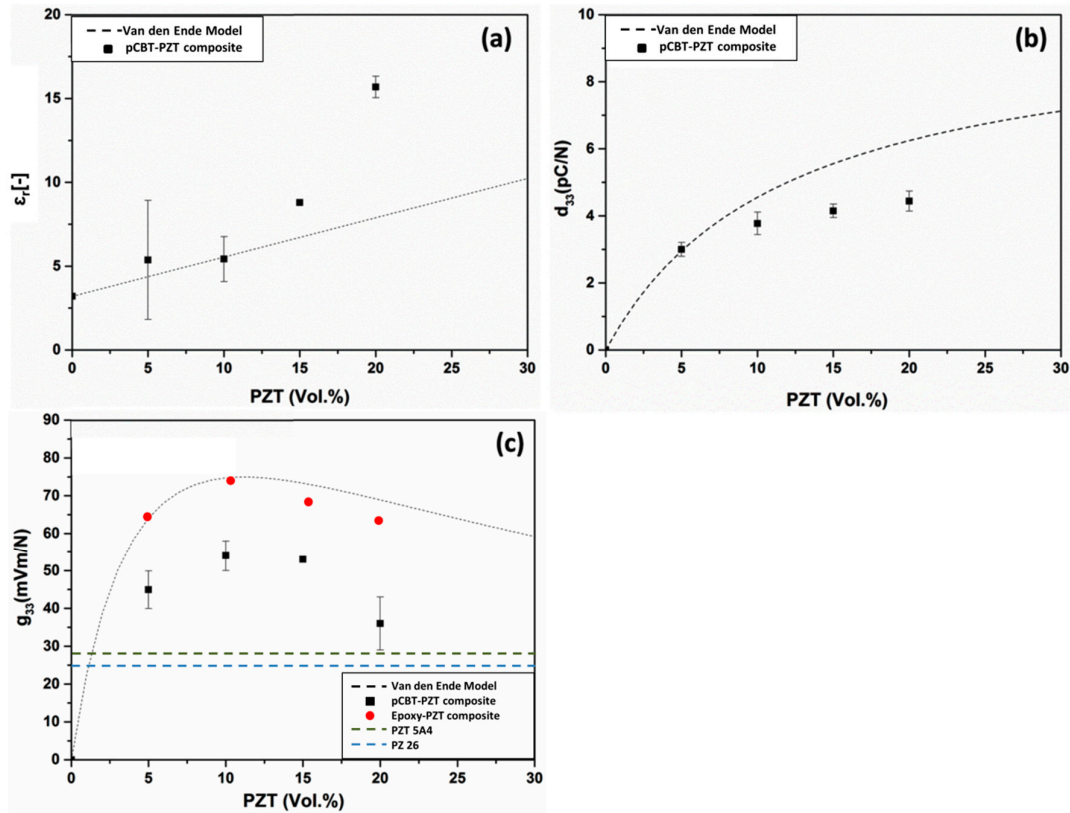 Van den Ende Model
pCBT-PZT composite
(a)
20
15
10
5
0
εr[-]
0 5 10 15 20 25 30
PZT (Vol.%)
Van den Ende Model
pCBT-PZT composite
(b)
10
8
6
4
2
0
d33(pC/N)
0 5 10 15 20 25 30
PZT (Vol.%)
(c)
90
80
70
60
50
40
30
20
10
0
g33(mVm/N)
Van den Ende Model
pCBT-PZT composite
Epoxy-PZT composite
PZT 5A4
PZ 26
0 5 10 15 20 25 30
PZT (Vol.%)